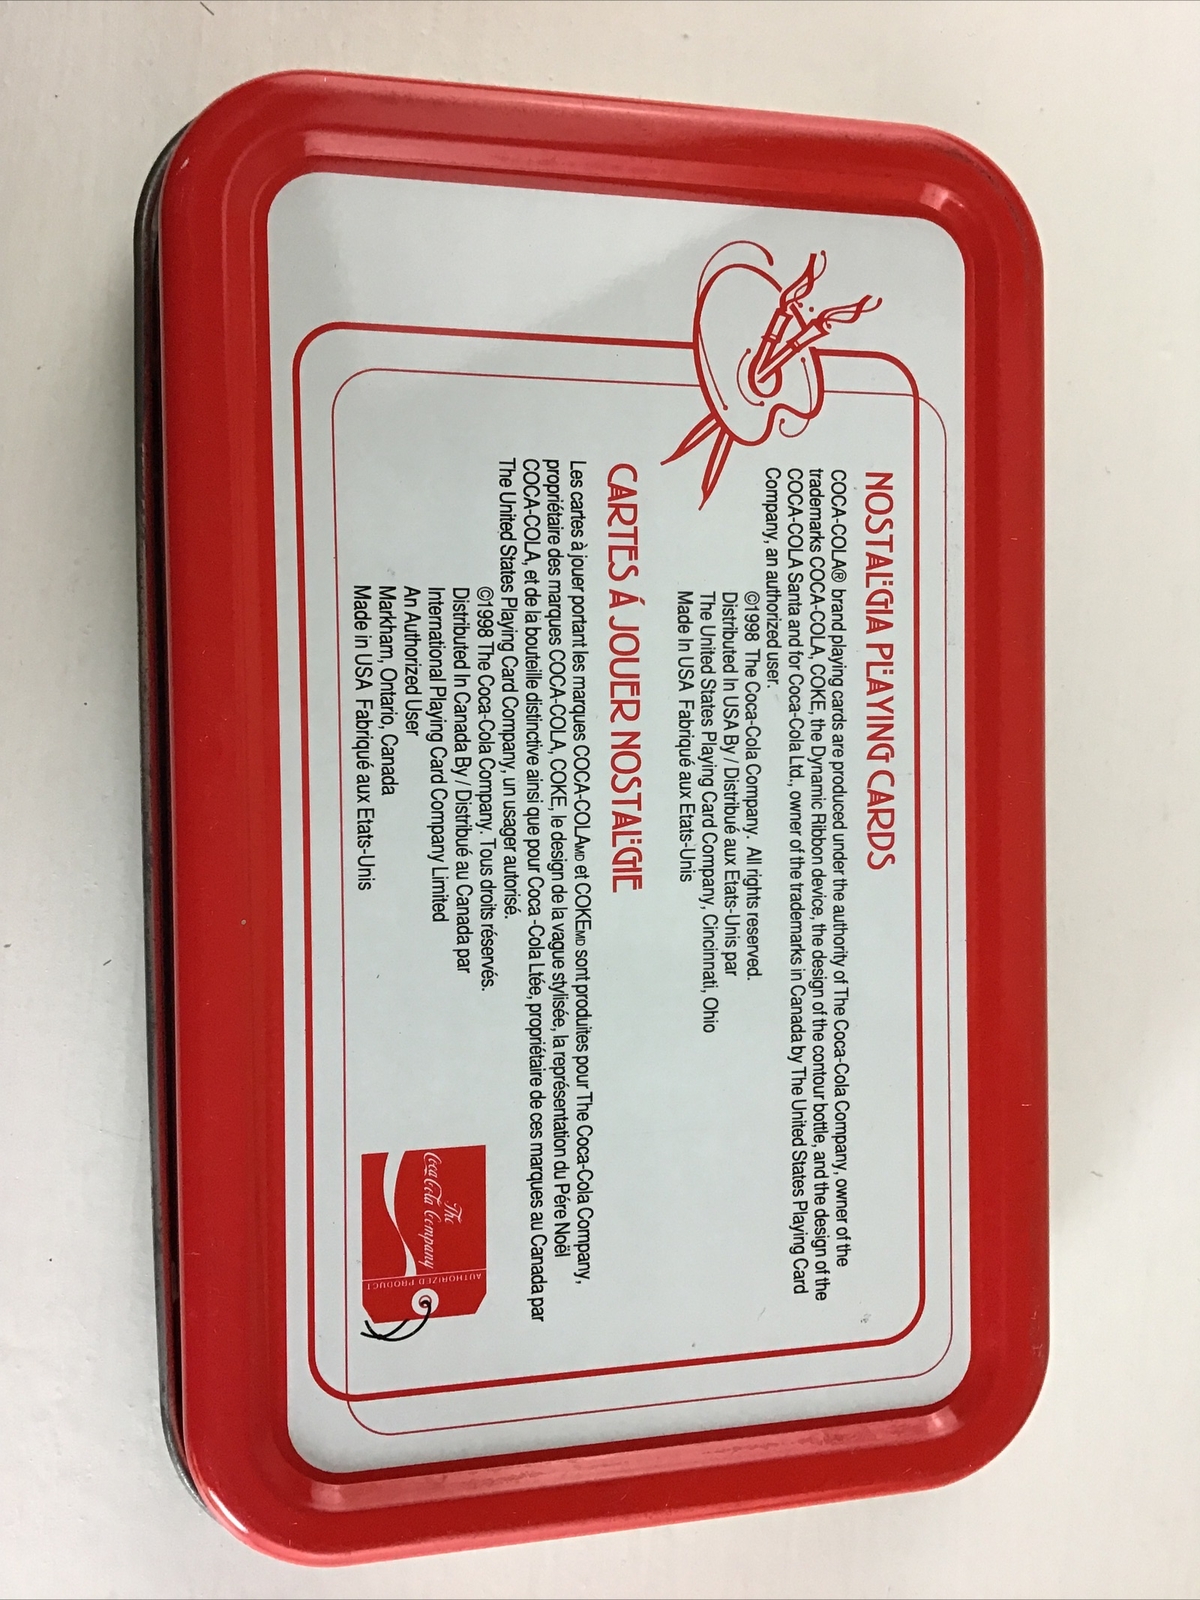 NOSTALGIA PLAYING CARDS
COCA-COLA® brand playing cards are produced under the authority of The Coca-Cola Company, owner of the
trademarks COCA-COLA, COKE, the Dynamic Ribbon device, the design of the contour bottle, and the design of the
COCA-COLA Santa and for Coca-Cola Ltd., owner of the trademarks in Canada by The United States Playing Card
Company, an authorized user.
©1998 The Coca-Cola Company. All rights reserved.
Distributed In USA By / Distribué aux Etats-Unis par
The United States Playing Card Company, Cincinnati, Ohio
Made In USA Fabriqué aux Etats-Unis
CARTES Á JOUER NOSTALGIE
Les cartes à jouer portant les marques COCA-COLAMD et COKEMD sont produites pour The Coca-Cola Company,
propriétaire des marques COCA-COLA, COKE, le design de la vague stylisée, la représentation du Pére Noël
COCA-COLA, et de la bouteille distinctive ainsi que pour Coca -Cola Ltée, propriétaire de ces marques au Canada par
The United States Playing Card Company, un usager autorisé.
©1998 The Coca-Cola Company. Tous droits réservés.
Distributed In Canada By / Distribué au Canada par
International Playing Card Company Limited
An Authorized User
Markham, Ontario, Canada
Made in USA Fabriqué aux Etats-Unis
The
Coca-Cola Company
AUTHORIZED PRODUCT